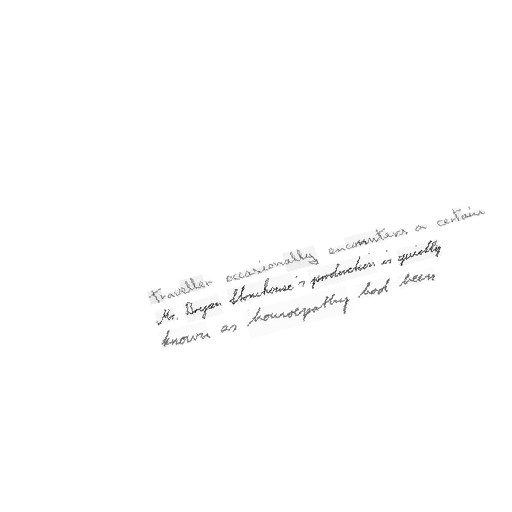 traveller occasionally encounters a certain
Mr. Bryan Stonehouse's production is quietly
known as homoeopathy had been